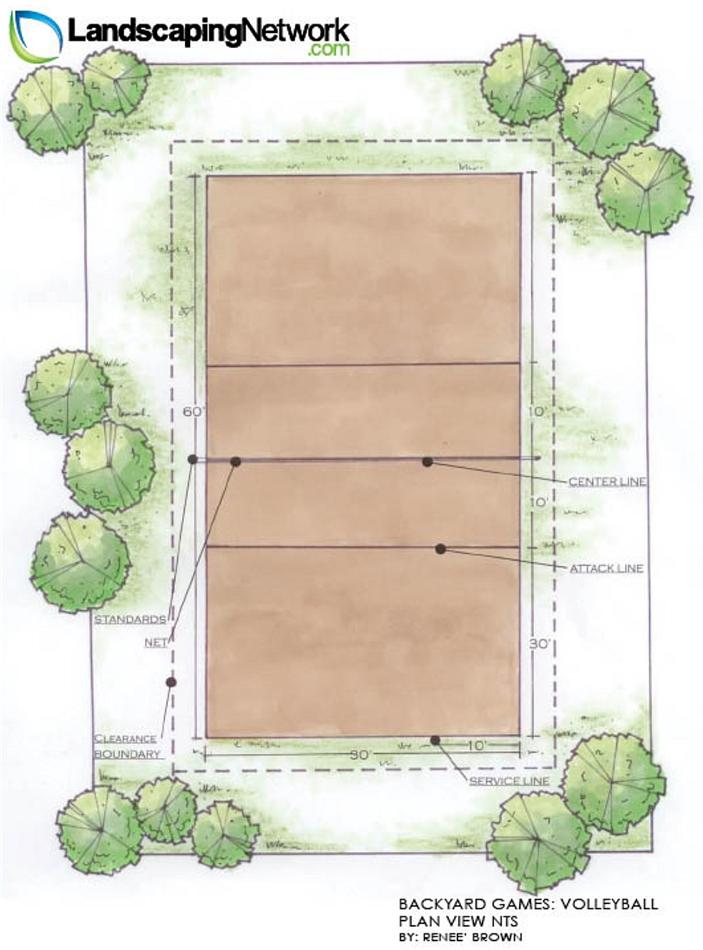 LandscapingNetwork
.com
60'
10'
CENTER LINE
10'
ATTACK LINE
STANDARDS
NET
30'
CLEARANCE
BOUNDARY
10'
30'
SERVICE LINE
BACKYARD GAMES: VOLLEYBALL
PLAN VIEW NTS
BY: RENEE' BROWN